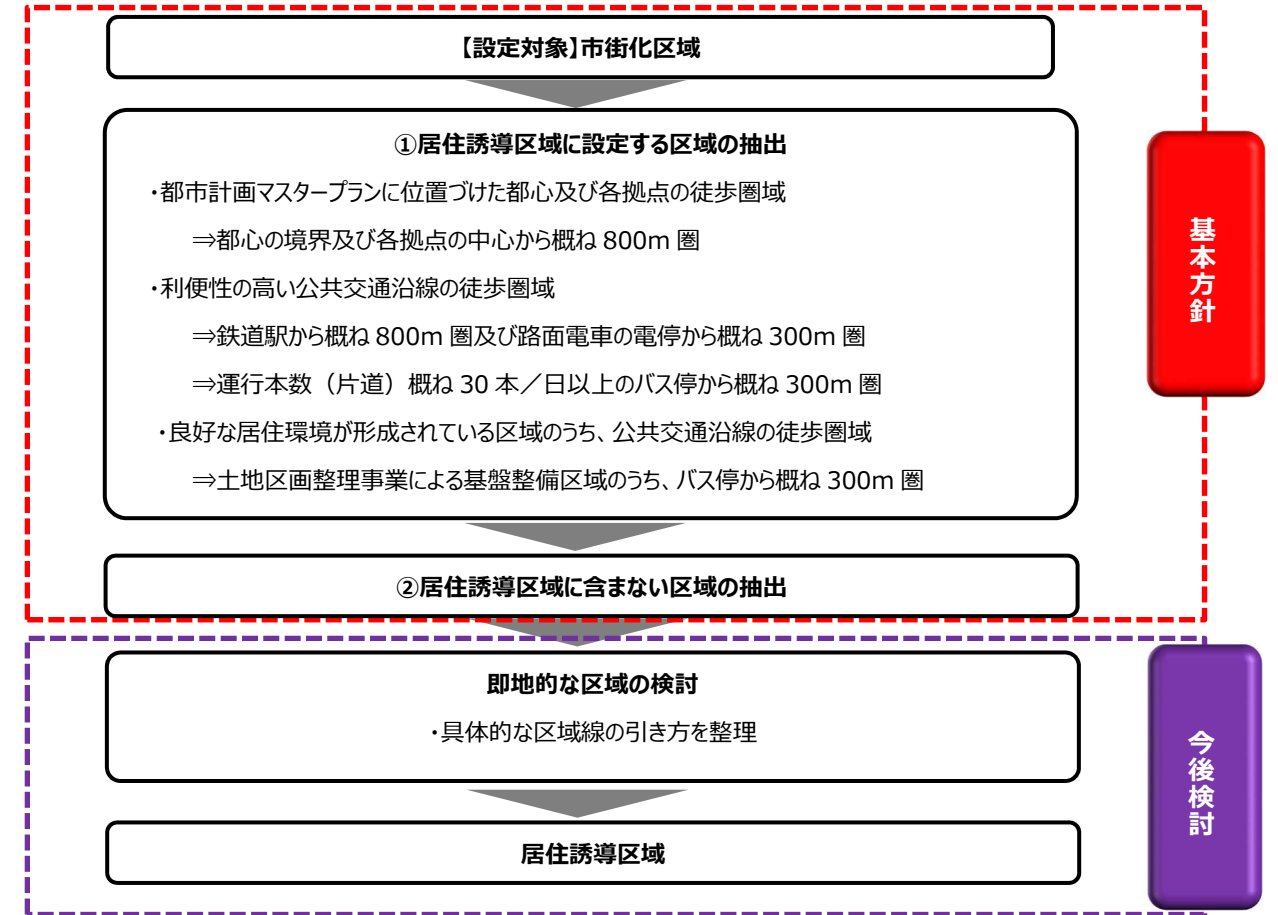 【設定対象】市街化区域
①居住誘導区域に設定する区域の抽出
・都市計画マスタープランに位置づけた都心及び各拠点の徒歩圏域
⇒都心の境界及び各拠点の中心から概ね 800m 圏
・利便性の高い公共交通沿線の徒歩圏域
⇒鉄道駅から概ね 800m 圏及び路面電車の電停から概ね 300m 圏
⇒運行本数（片道）概ね 30 本／日以上のバス停から概ね 300m 圏
・良好な居住環境が形成されている区域のうち、公共交通沿線の徒歩圏域
⇒土地区画整理事業による基盤整備区域のうち、バス停から概ね 300m 圏
②居住誘導区域に含まない区域の抽出
基本方針
即地的な区域の検討
・具体的な区域線の引き方を整理
居住誘導区域
今後検討